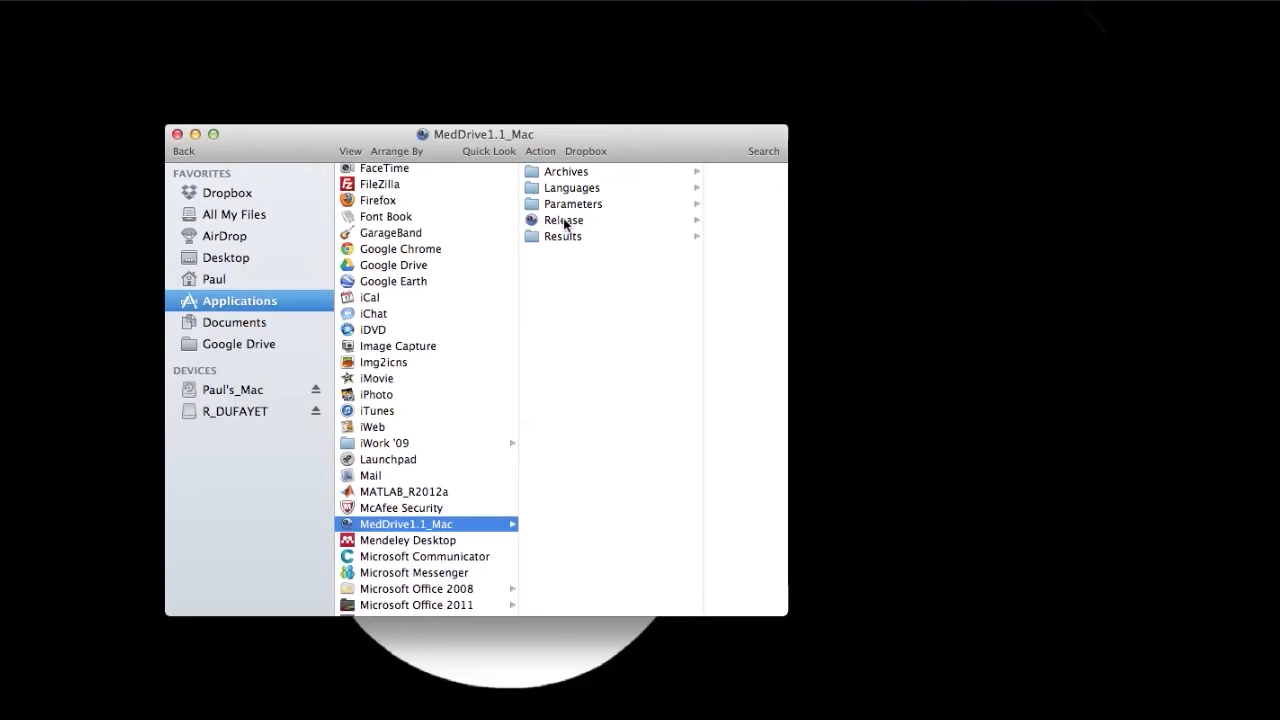 MedDrive1.1_Mac
Back View Arrange By Quick Look Action Dropbox Search
FAVORITES
Dropbox
All My Files
AirDrop
Desktop
Paul
Applications
Documents
Google Drive
DEVICES
Paul's_Mac
R_DUFAYET
FaceTime
FileZilla
Firefox
Font Book
GarageBand
Google Chrome
Google Drive
Google Earth
iCal
iChat
iDVD
Image Capture
Img2icns
iMovie
iPhoto
iTunes
iWeb
iWork '09
Launchpad
Mail
MATLAB_R2012a
McAfee Security
MedDrive1.1_Mac
Mendeley Desktop
Microsoft Communicator
Microsoft Messenger
Microsoft Office 2008
Microsoft Office 2011
Archives
Languages
Parameters
Release
Results